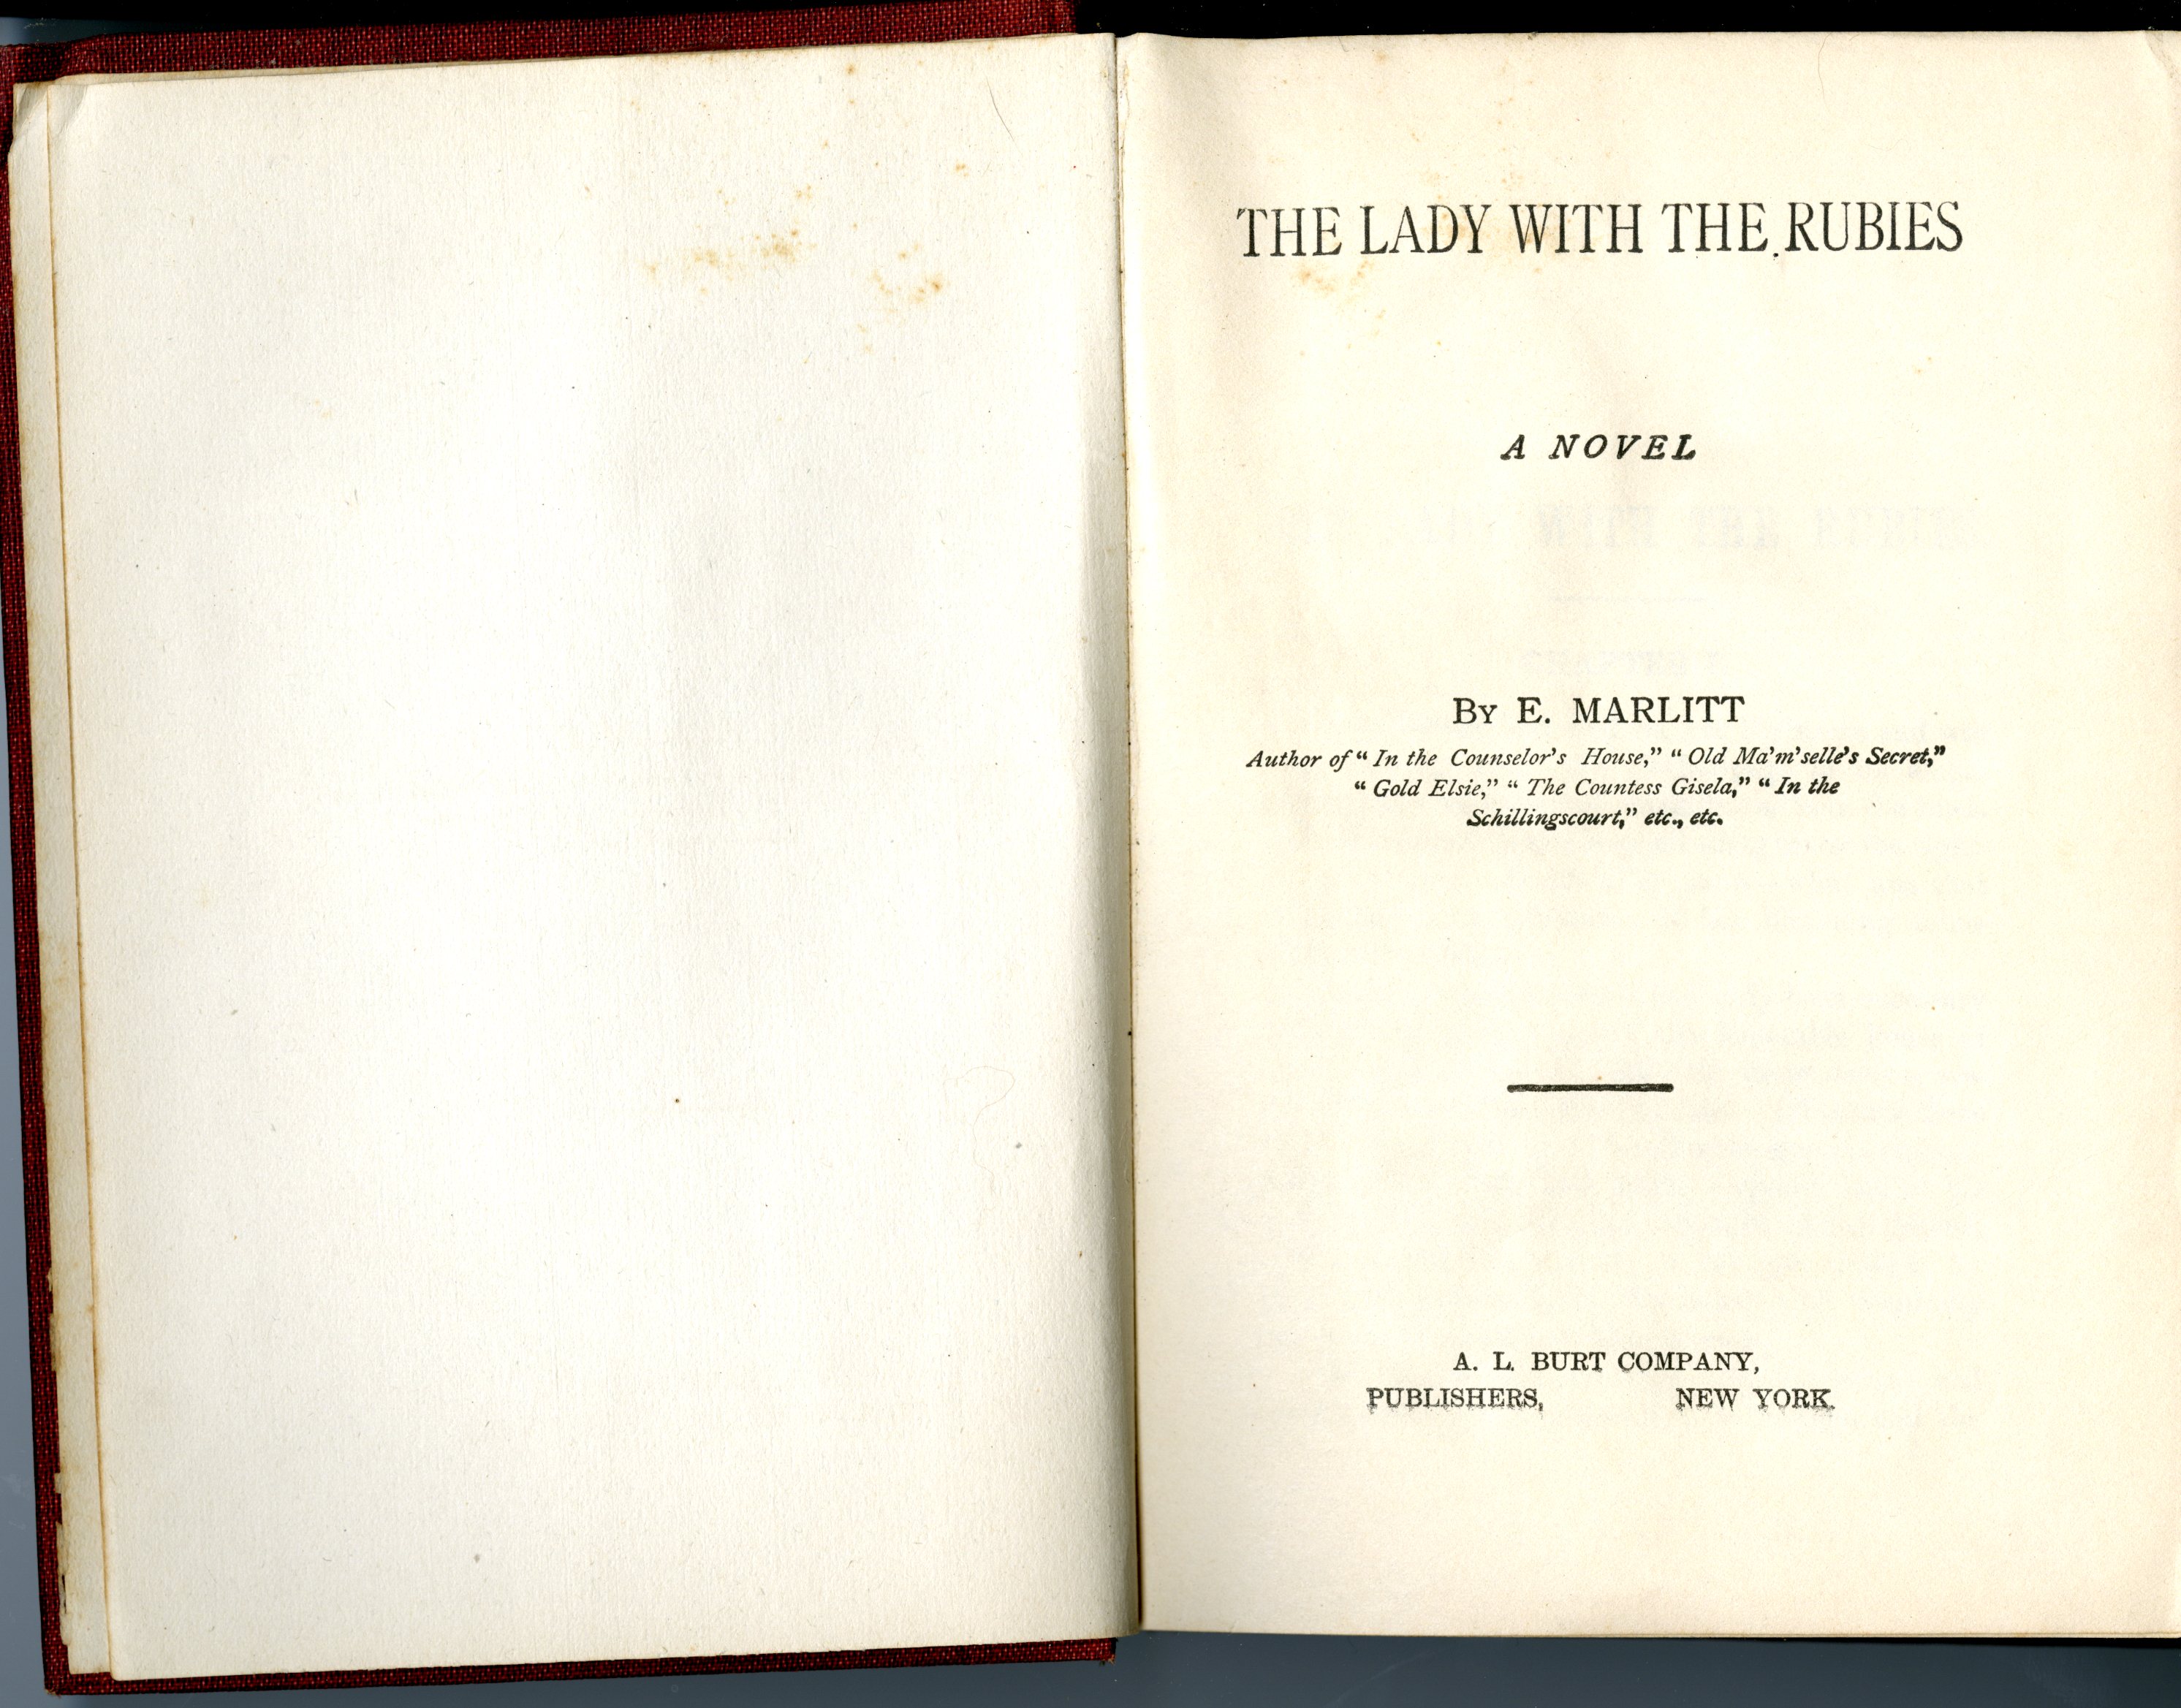 THE LADY WITH THE RUBIES
A NOVEL
BY E. MARLITT
Author of "In the Counselor's House," "Old Ma'm'selle's Secret,"
"Gold Elsie," "The Countess Gisela," "In the
Schillingscourt," etc., etc.
A. L. BURT COMPANY,
PUBLISHERS, NEW YORK.